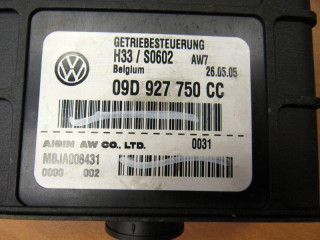 GETRIEBESTEUERUNG
H33 / S0602 AW7
Belgium 26.05.05
09D 927 750 CC
AISIN AW CO., LTD. 0031
MBJA006431
0000 002